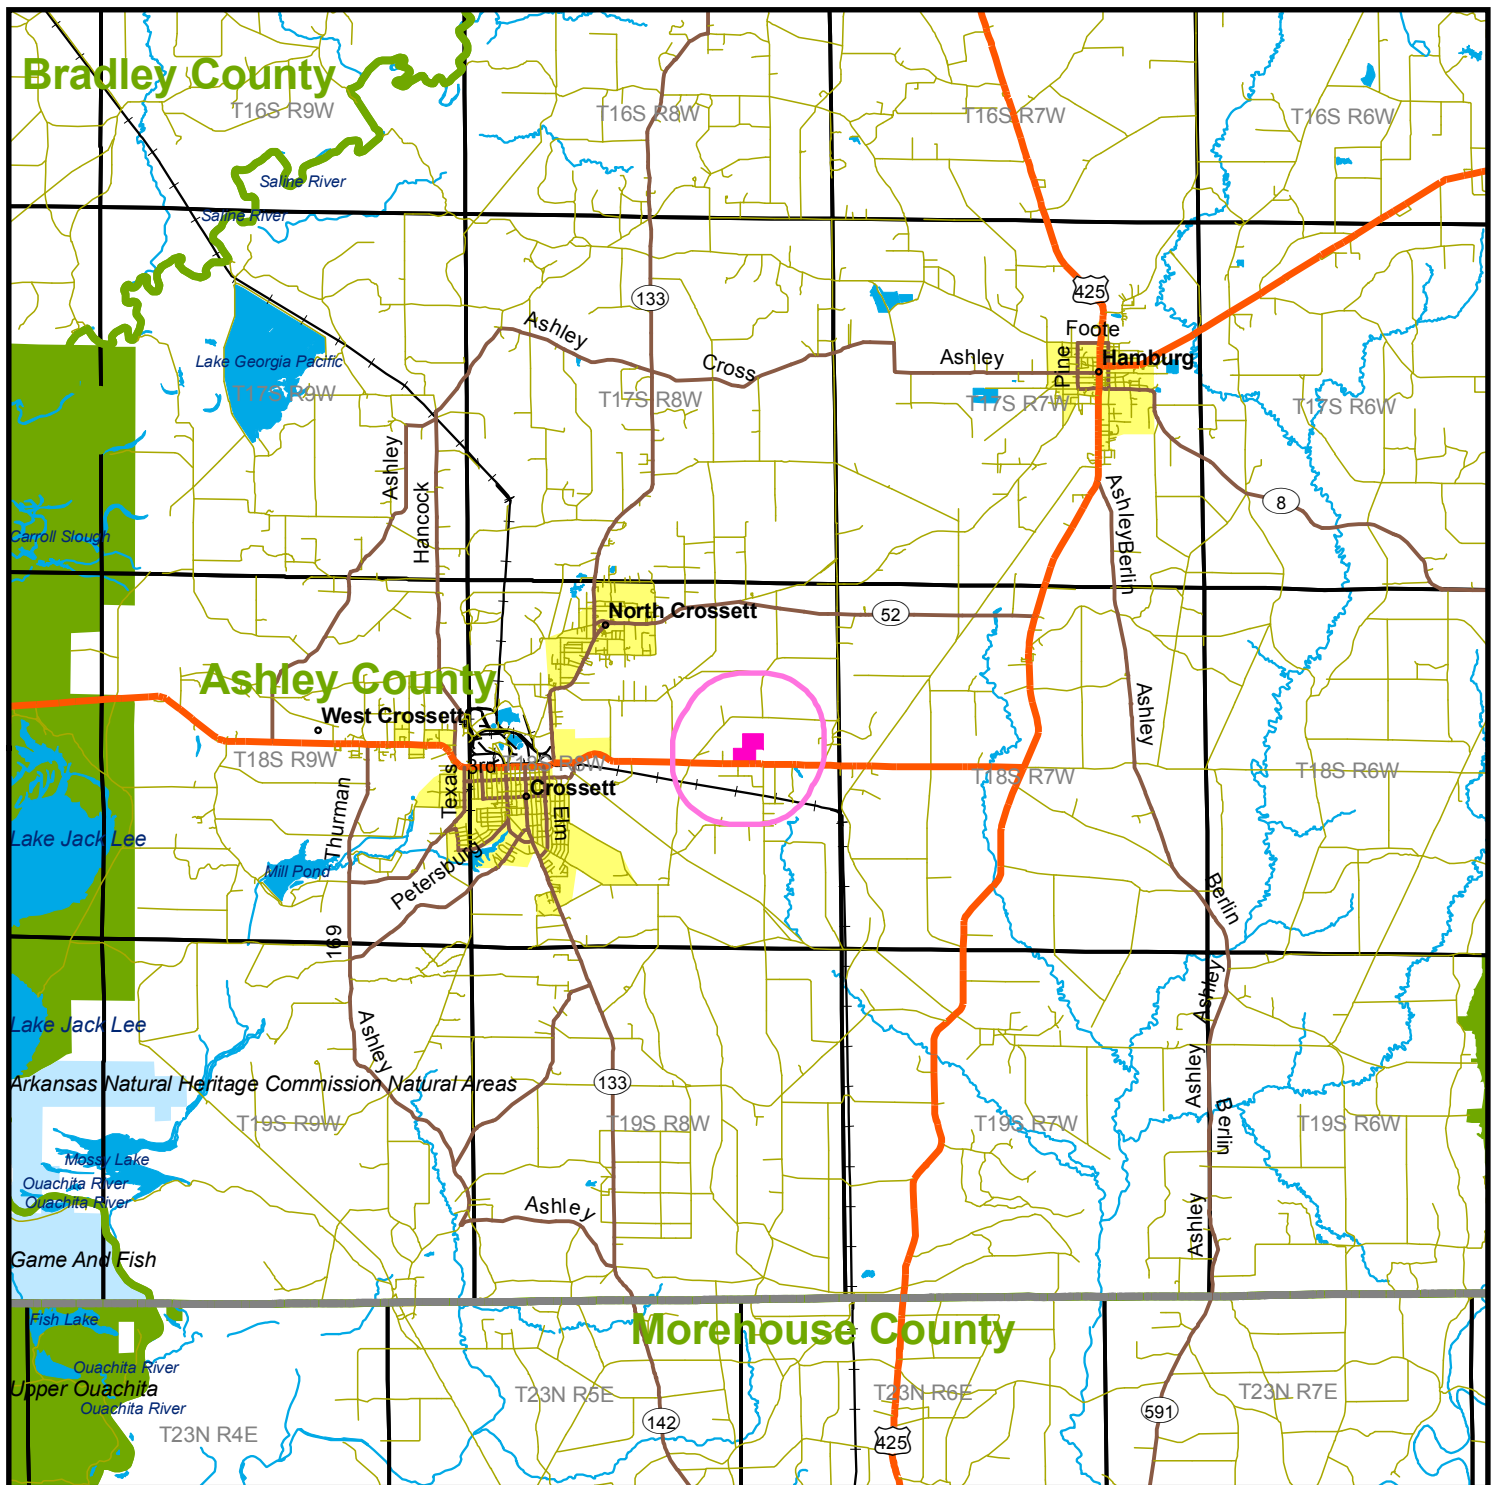 Bradley County
T16S R9W
T16S R8W
T16S R7W
T16S R6W
Saline River
Saline River
133
425
Foote
Ashley
Cross
Ashley
Pine
Hamburg
Lake Georgia Pacific
T17S R9W
T17S R8W
T17S R7W
T17S R6W
Ashley
Hancock
AshleyBerlin
8
Carroll Slough
North Crossett
52
Ashley County
West Crossett
Ashley
T18S R9W
3rd
T18S R8W
T18S R7W
T18S R6W
Texas
Crossett
Elm
Thurman
Lake Jack Lee
Mill Pond
Petersburg
Berlin
169
Ashley
Lake Jack Lee
Ashley
Arkansas Natural Heritage Commission Natural Areas
133
Ashley
Berlin
T19S R9W
T19S R8W
T19S R7W
T19S R6W
Mossy Lake
Ouachita River
Ouachita River
Ashley
Ashley
Game And Fish
Fish Lake
Morehouse County
Ouachita River
Upper Ouachita
Ouachita River
T23N R5E
T23N R6E
T23N R7E
142
591
T23N R4E
425